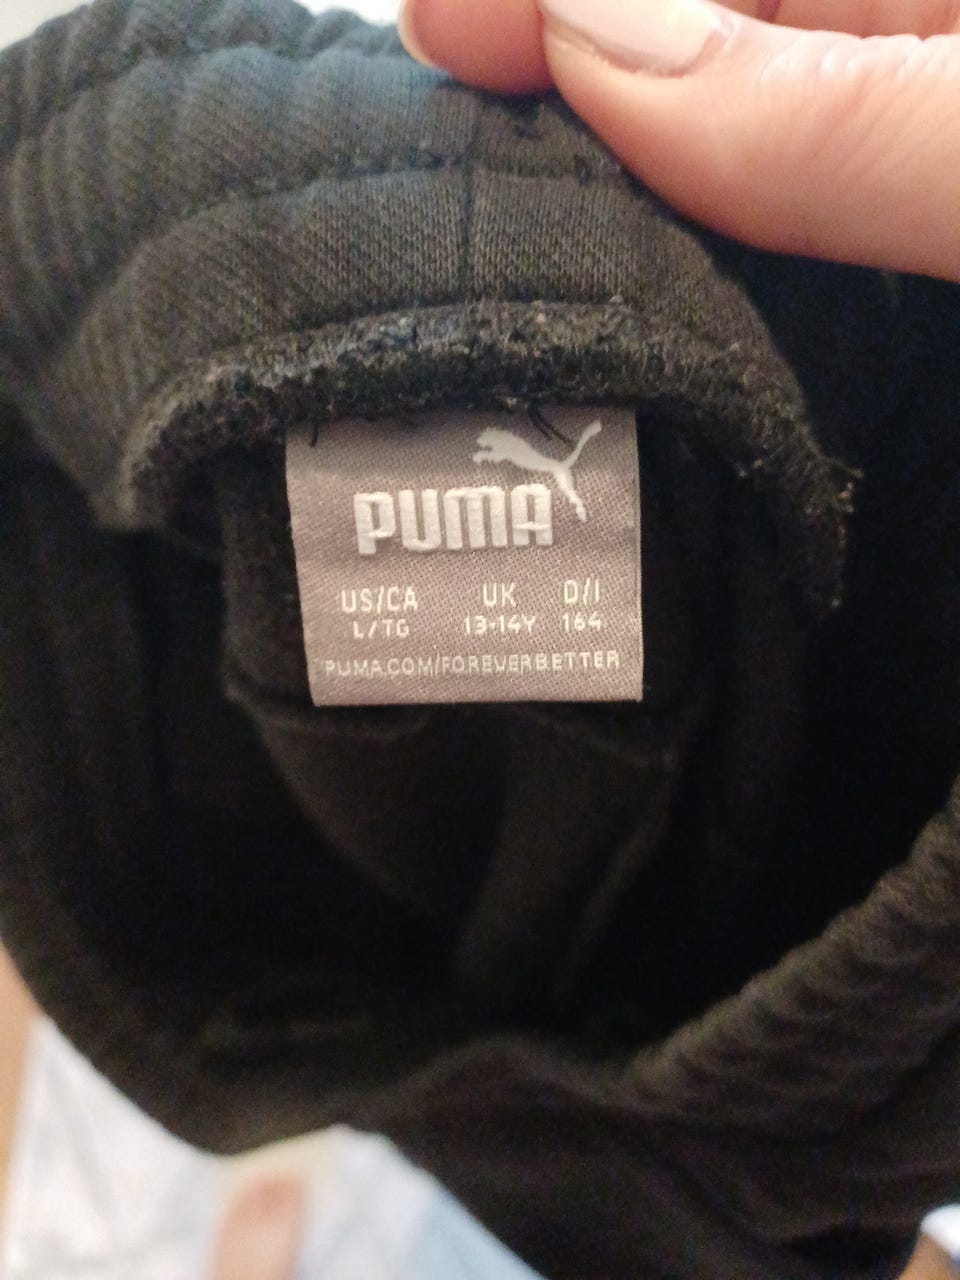 PUMA
US/CA UK D/I
L/TG 13-14Y 164
PUMA.COM/FOREVERBETTER